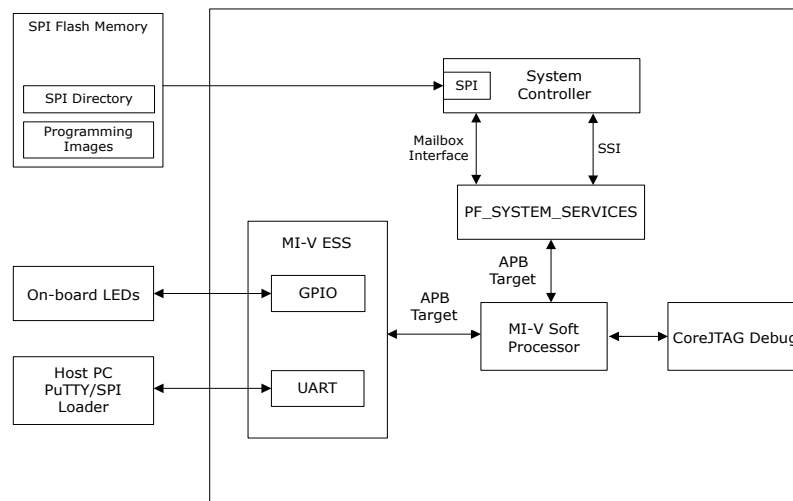 SPI Flash Memory
SPI Directory
Programming
Images
SPI
System
Controller
Mailbox
Interface
SSI
PF_SYSTEM_SERVICES
MI-V ESS
APB
Target
On-board LEDs
GPIO
APB
Target
MI-V Soft
Processor
CoreJTAG Debug
Host PC
PuTTY/SPI
Loader
UART